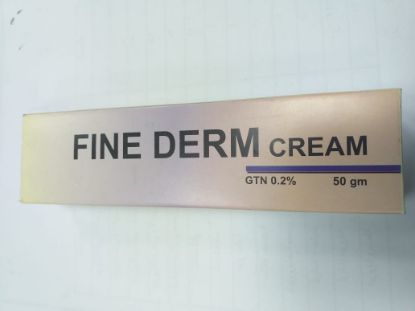 FINE DERM CREAM
GTN 0.2% 50 gm